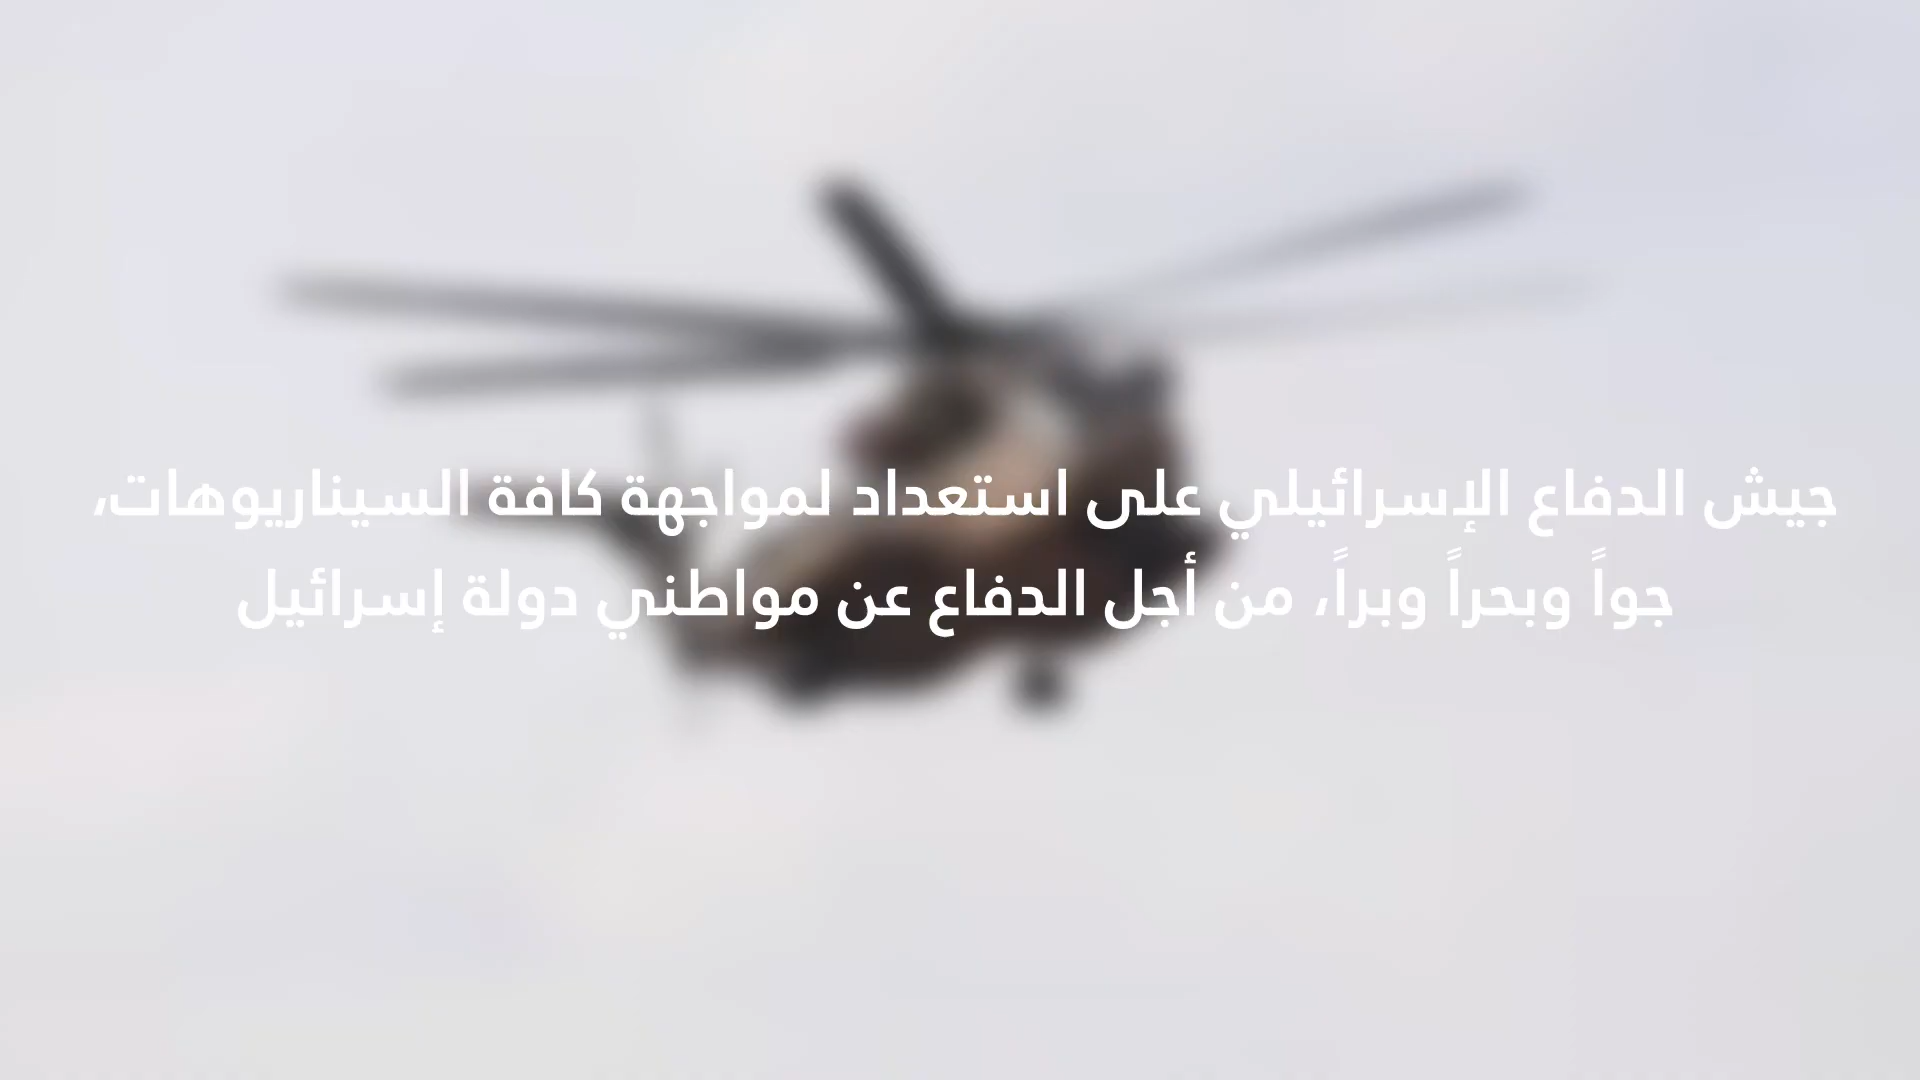 جيش الدفاع الإسرائيلي على استعداد لمواجهة كافة السيناريوهات،
جواً وبحراً وبراً، من أجل الدفاع عن مواطني دولة إسرائيل